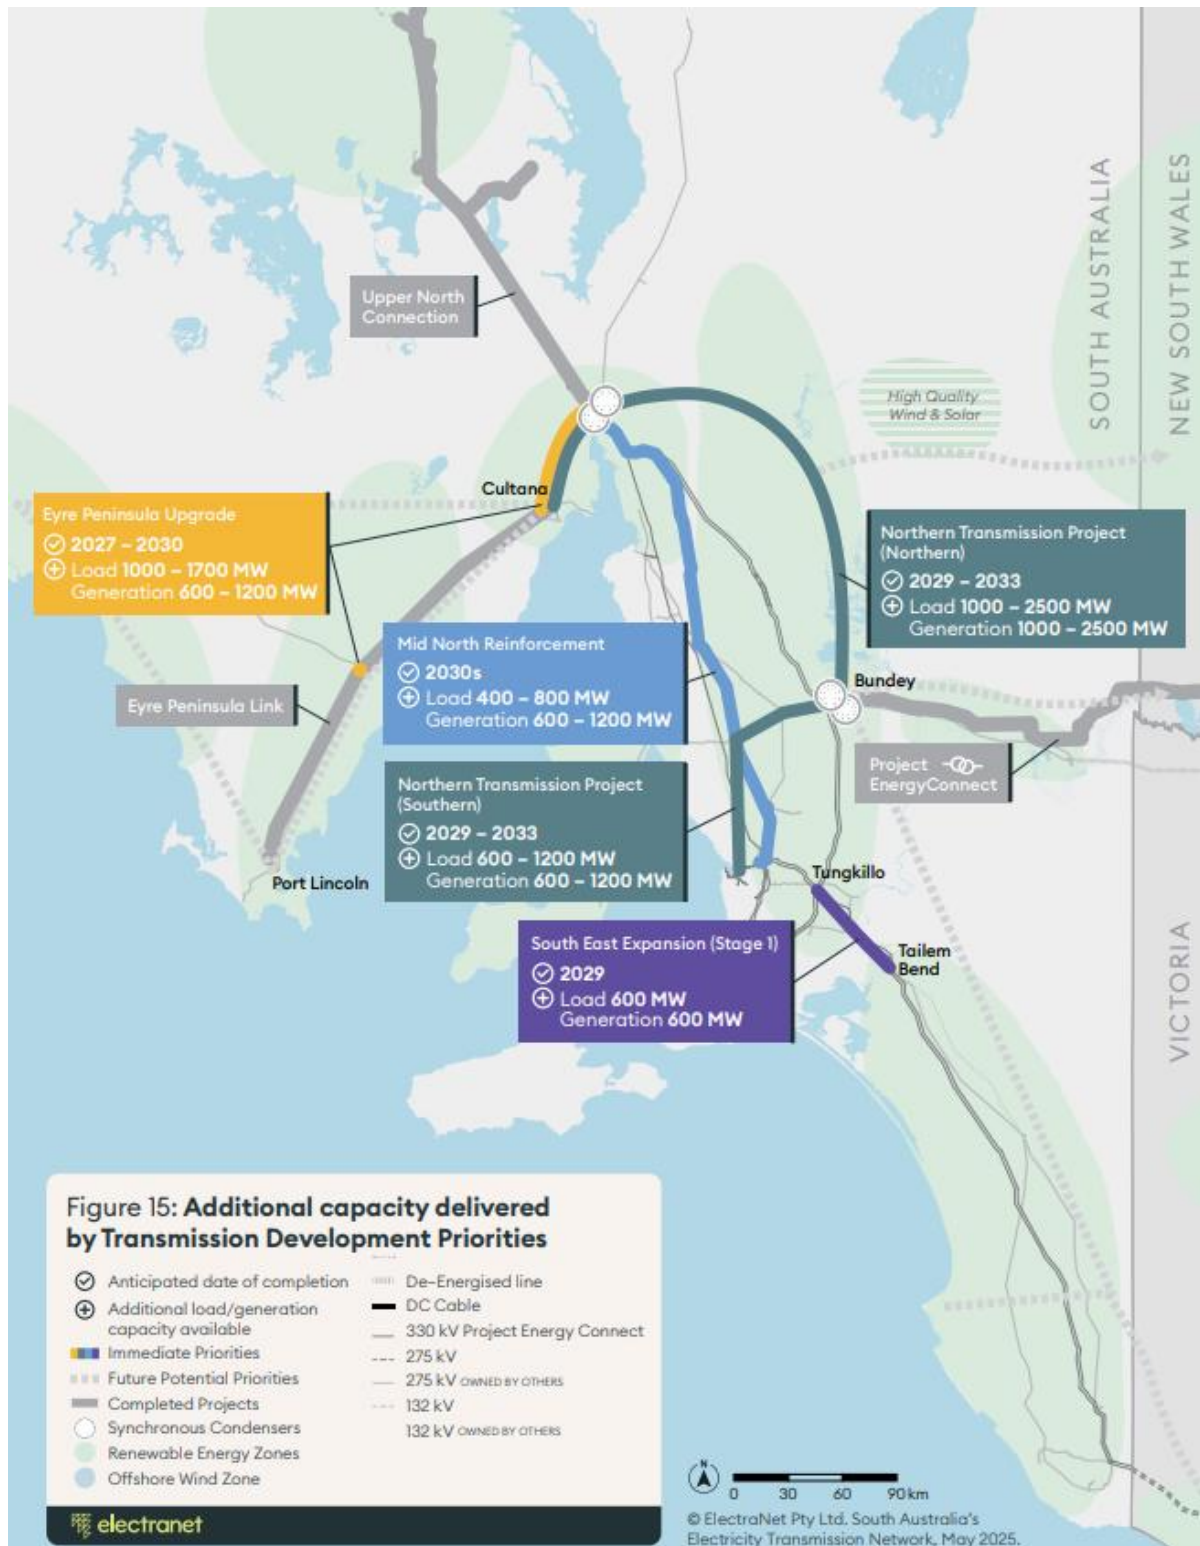 SOUTH AUSTRALIA
NEW SOUTH WALES
Upper North
Connection
High Quality
Wind & Solar
Cultana
Eyre Peninsula Upgrade
2027 – 2030
Load 1000 – 1700 MW
Generation 600 – 1200 MW
Northern Transmission Project
(Northern)
2029 – 2033
Load 1000 – 2500 MW
Generation 1000 – 2500 MW
Mid North Reinforcement
2030s
Load 400 – 800 MW
Generation 600 – 1200 MW
Bundey
Eyre Peninsula Link
Project
EnergyConnect
Northern Transmission Project
(Southern)
2029 – 2033
Load 600 – 1200 MW
Generation 600 – 1200 MW
Port Lincoln
Tungkillo
South East Expansion (Stage 1)
2029
Load 600 MW
Generation 600 MW
Tailem
Bend
VICTORIA
Figure 15: Additional capacity delivered
by Transmission Development Priorities
Anticipated date of completion
Additional load/generation
capacity available
Immediate Priorities
Future Potential Priorities
Completed Projects
Synchronous Condensers
Renewable Energy Zones
Offshore Wind Zone
De-Energised line
DC Cable
330 kV Project Energy Connect
275 kV
275 kV OWNED BY OTHERS
132 kV
132 kV OWNED BY OTHERS
electranet
N
0 30 60 90km
© ElectraNet Pty Ltd. South Australia's
Electricity Transmission Network, May 2025.